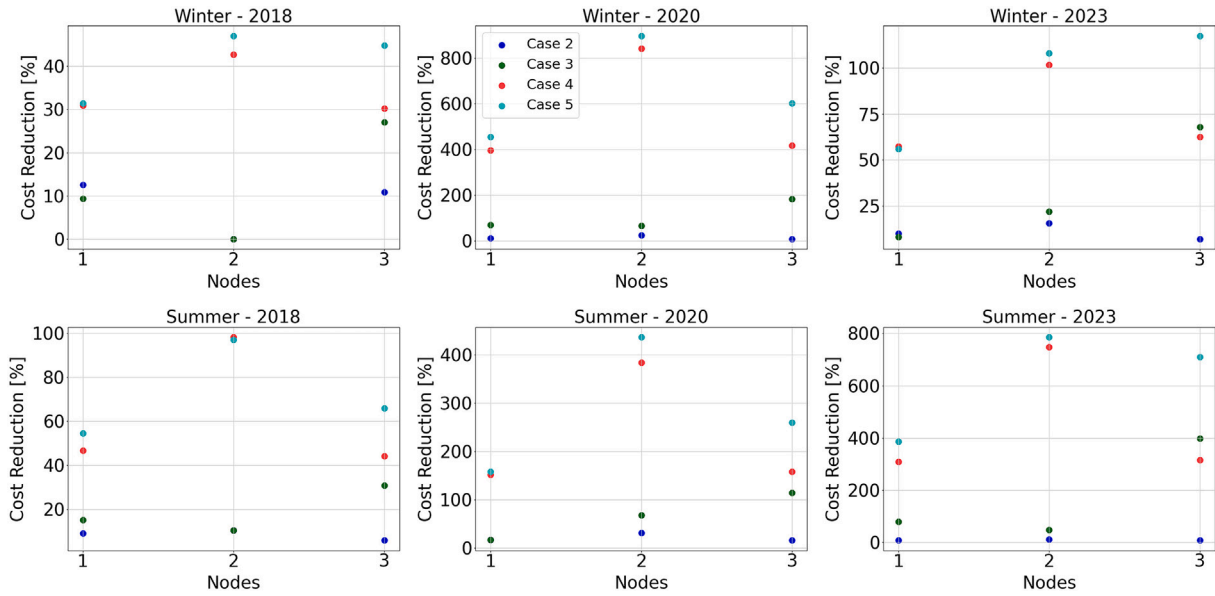 Winter - 2018
Cost Reduction [%]
40
30
20
10
0
1 2 3
Nodes
Winter - 2020
Cost Reduction [%]
800
600
400
200
0
Case 2
Case 3
Case 4
Case 5
1 2 3
Nodes
Winter - 2023
Cost Reduction [%]
100
75
50
25
1 2 3
Nodes
Summer - 2018
Cost Reduction [%]
100
80
60
40
20
1 2 3
Nodes
Summer - 2020
Cost Reduction [%]
400
300
200
100
0
1 2 3
Nodes
Summer - 2023
Cost Reduction [%]
800
600
400
200
0
1 2 3
Nodes